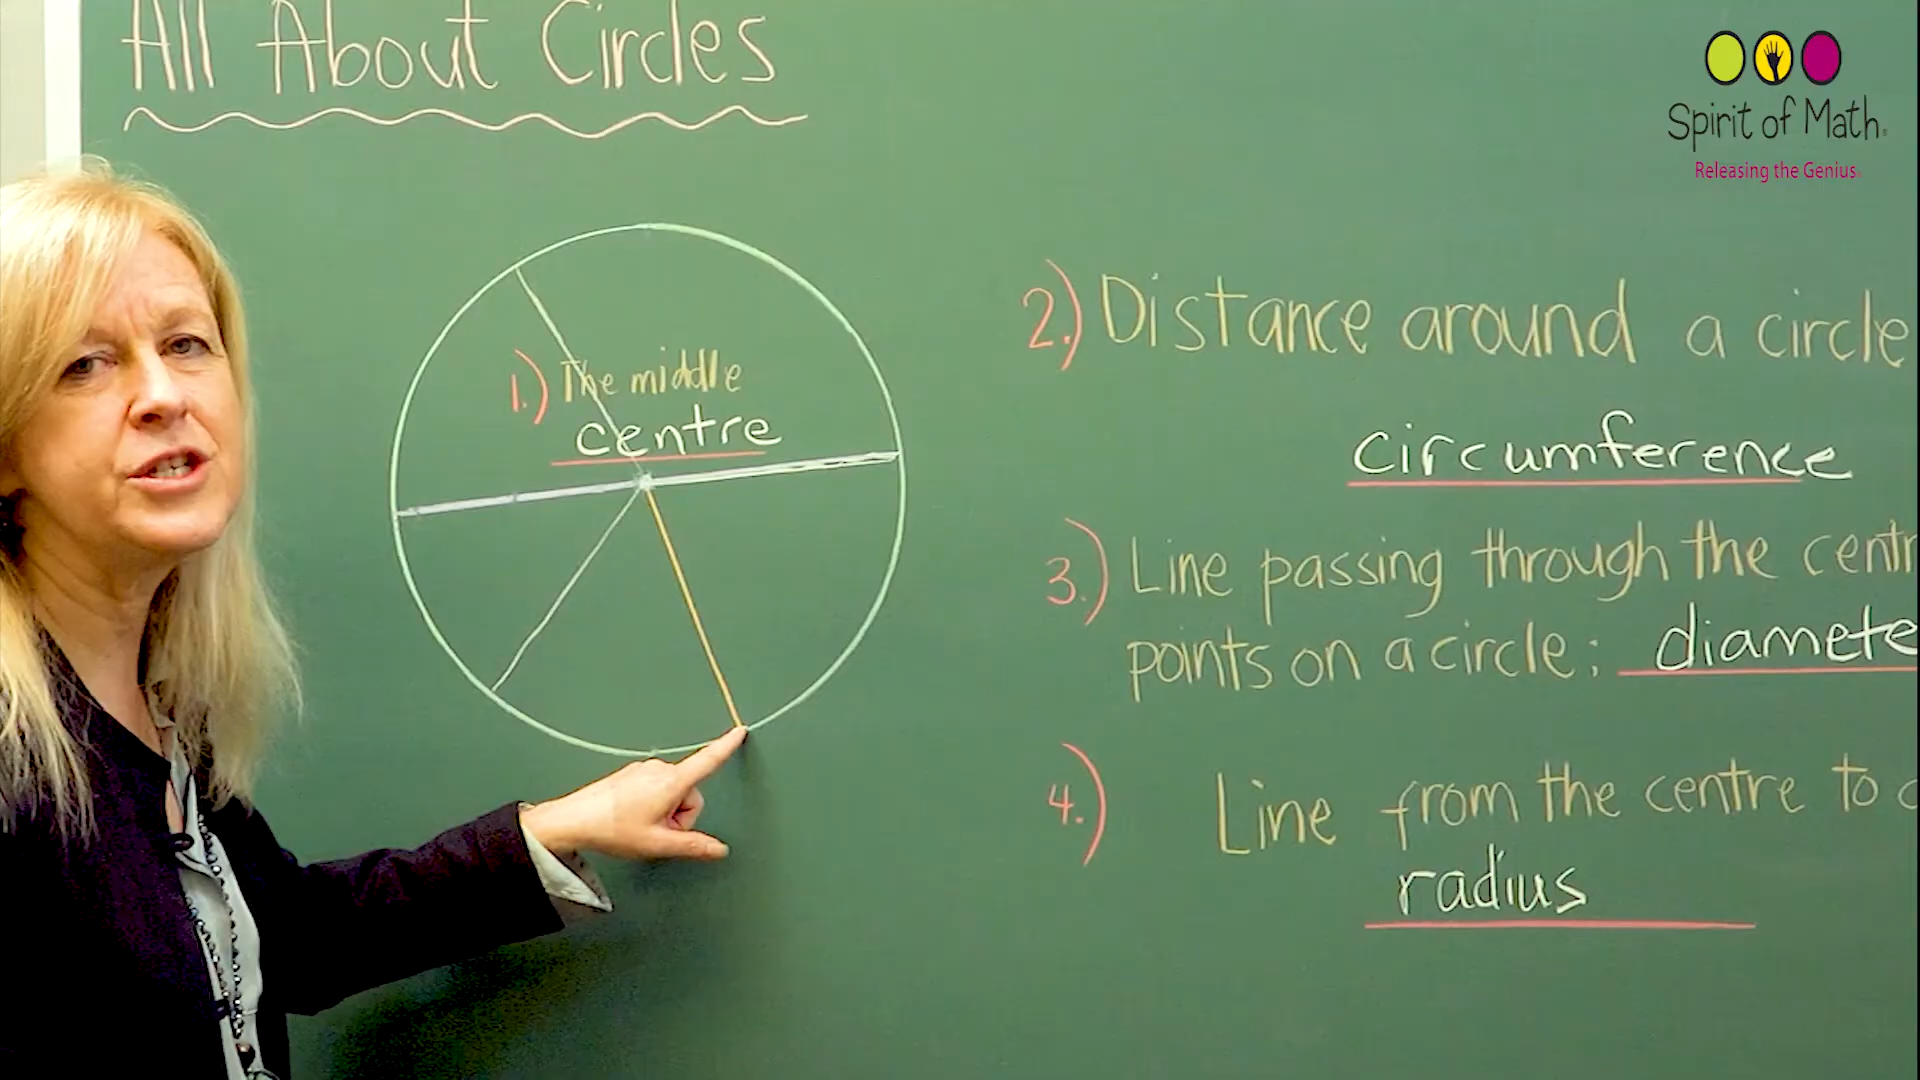 All About Circles
Spirit of Math
Releasing the Genius
1.) The middle
centre
2.) Distance around a circle
circumference
3.) Line passing through the centr
points on a circle: diamete
4.) Line from the centre to
radius